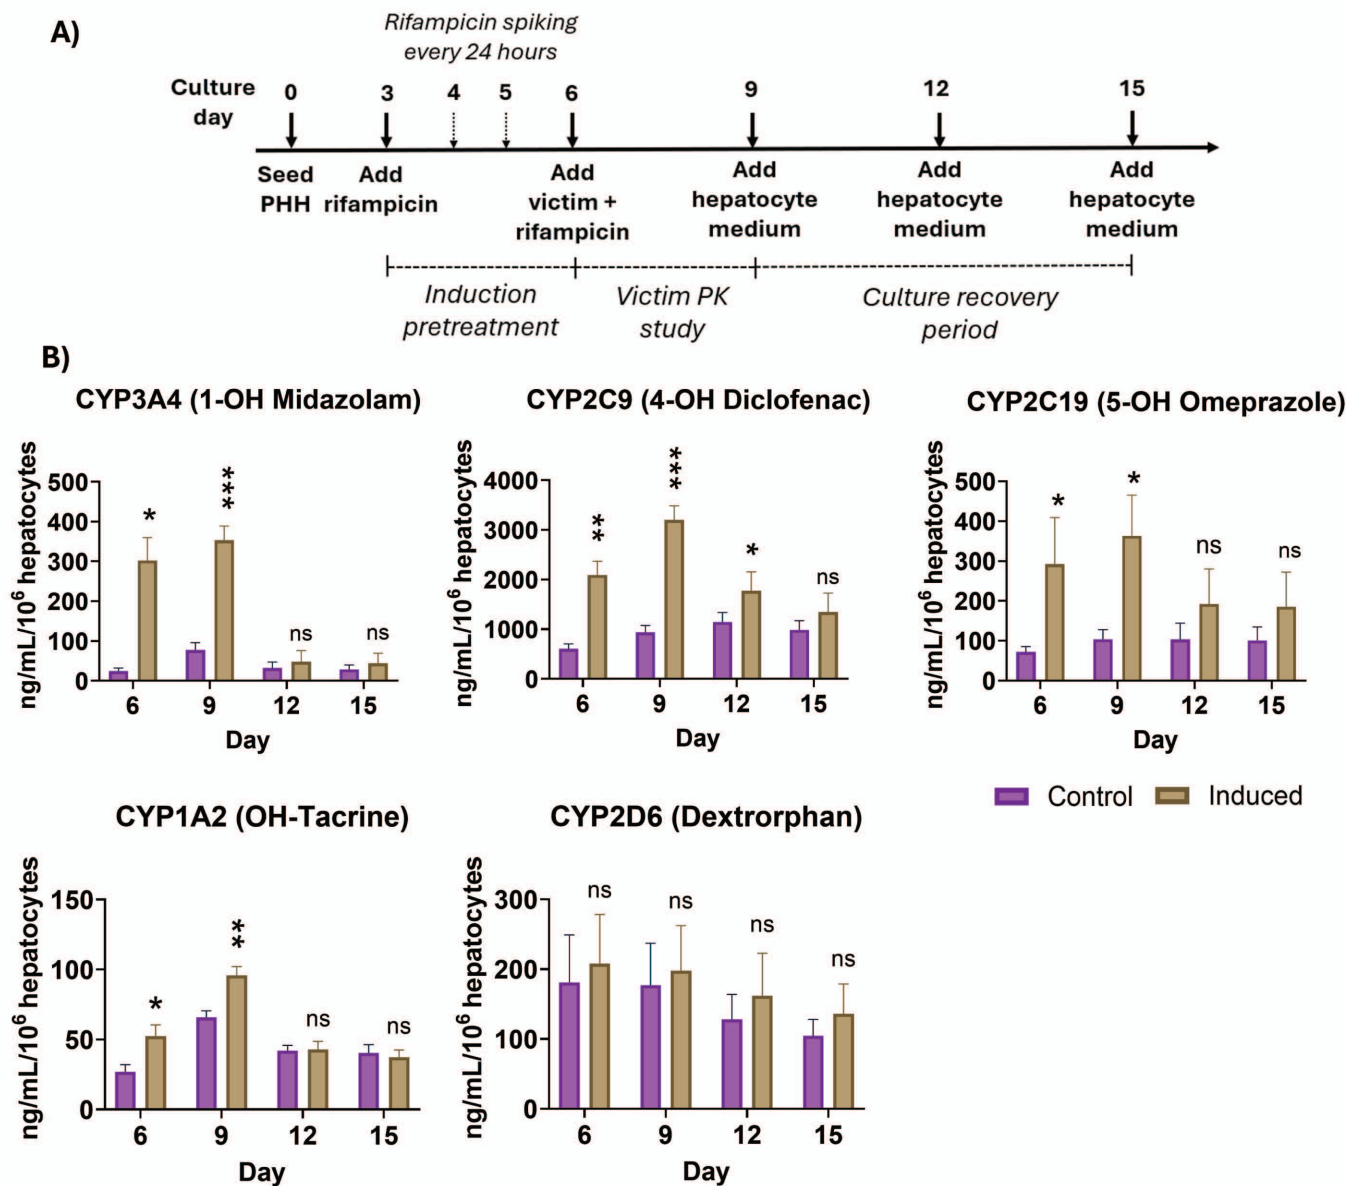 A)
Rifampicin spiking
every 24 hours
Culture
day
0 3 4 5 6 9 12 15
Seed
PHH
Add
rifampicin
Add
victim +
rifampicin
Add
hepatocyte
medium
Add
hepatocyte
medium
Add
hepatocyte
medium
Induction
pretreatment
Victim PK
study
Culture recovery
period
B)
CYP3A4 (1-OH Midazolam)
ng/mL/10⁶ hepatocytes
500
400
300
200
100
0
* *** ns ns
6 9 12 15
Day
CYP2C9 (4-OH Diclofenac)
ng/mL/10⁶ hepatocytes
4000
3000
2000
1000
0
** *** * ns
6 9 12 15
Day
CYP2C19 (5-OH Omeprazole)
ng/mL/10⁶ hepatocytes
500
400
300
200
100
0
* * ns ns
6 9 12 15
Day
Control Induced
CYP1A2 (OH-Tacrine)
ng/mL/10⁶ hepatocytes
150
100
50
0
* ** ns ns
6 9 12 15
Day
CYP2D6 (Dextrorphan)
ng/mL/10⁶ hepatocytes
300
200
100
0
ns ns ns ns
6 9 12 15
Day